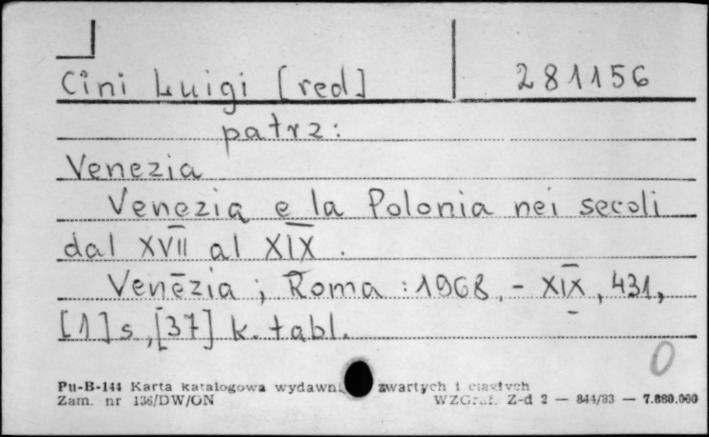 Cini Luigi [red] 281156
patrz:
Venezia
Venezia e la Polonia nei secoli
dal XVII al XIX.
Venezia; Roma: 1968, - XIX, 431,
[1] s, [37] k. tabl.
0
Pu-B-144 Karta katalogowa zwartych i ciągłych
Zam. nr 136/DW/ON WZGraf. Z-d 2 — 844/83 — 7.880.000